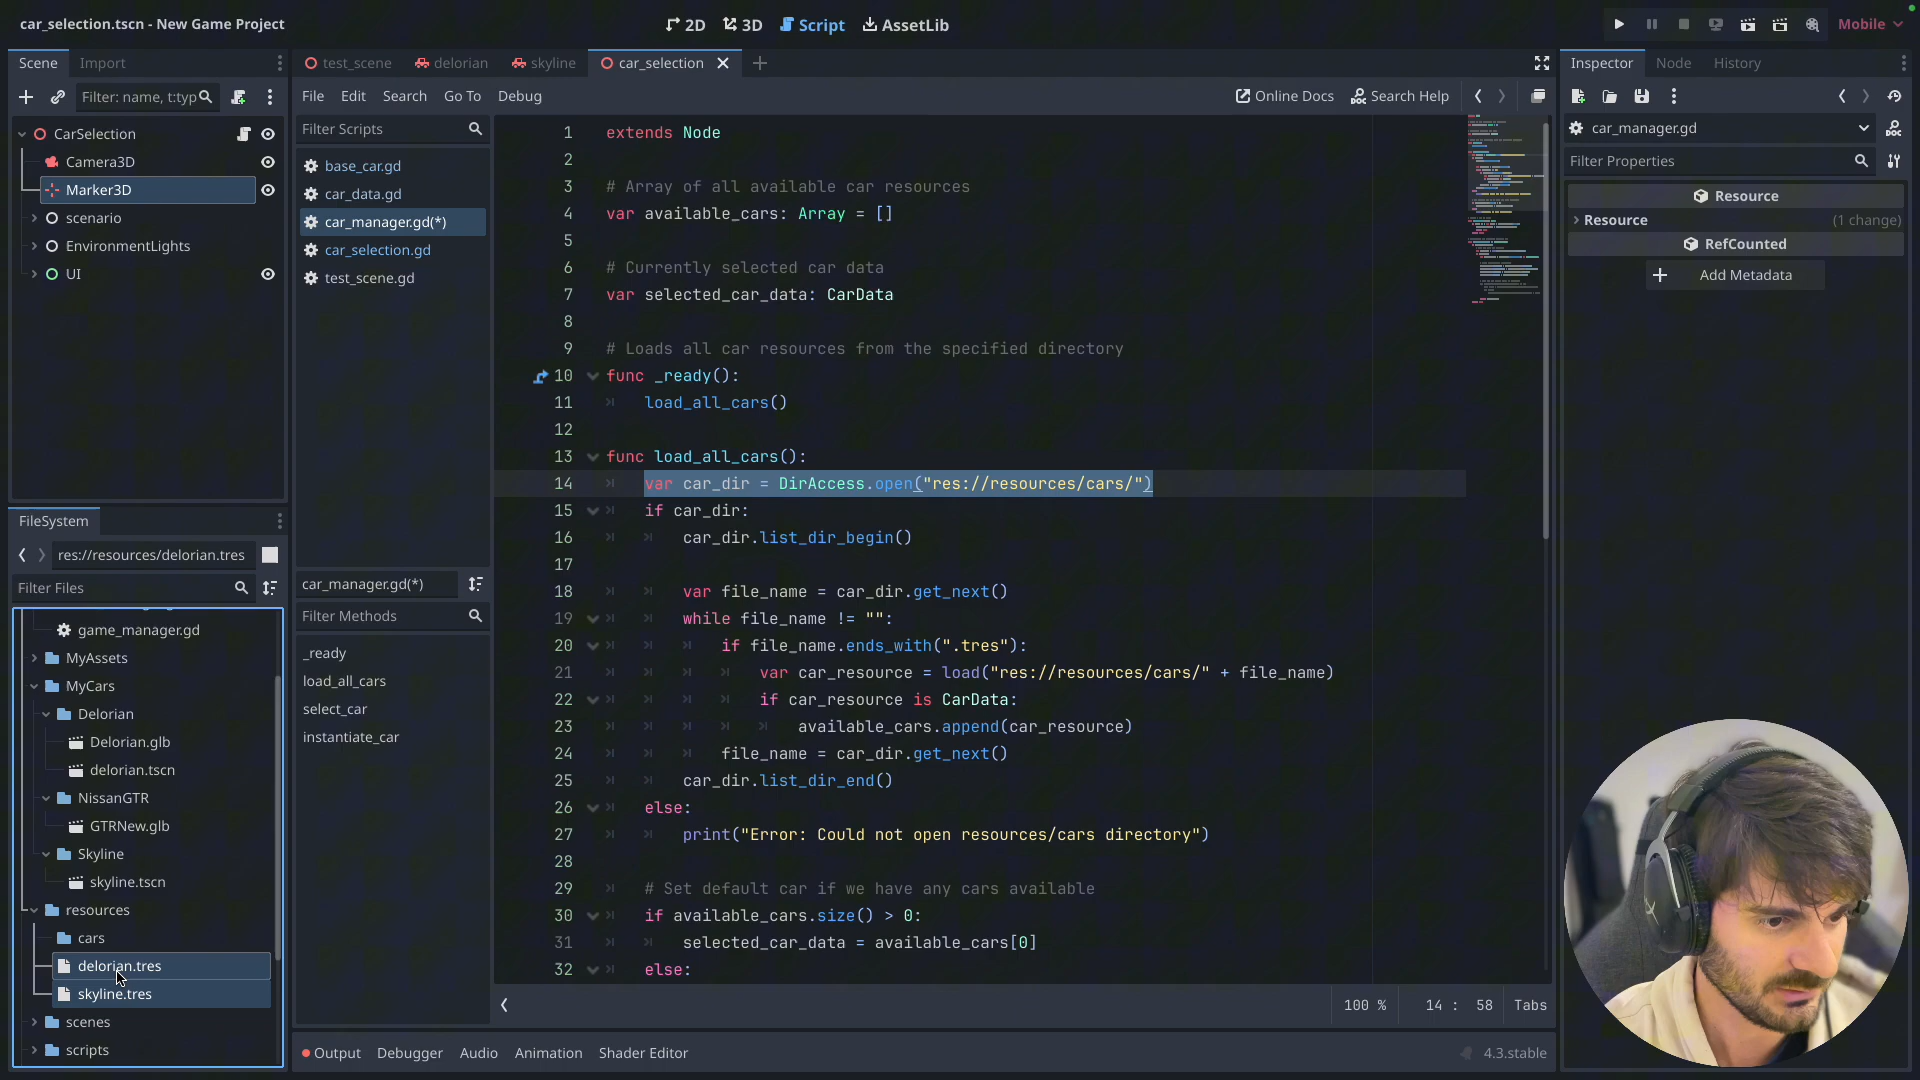 car_selection.tscn - New Game Project
2D
3D
Script
AssetLib
Mobile
Scene
Import
Filter: name, t:typ
CarSelection
Camera3D
Marker3D
scenario
EnvironmentLights
UI
FileSystem
res://resources/delorian.tres
Filter Files
game_manager.gd
MyAssets
MyCars
Delorian
Delorian.glb
delorian.tscn
NissanGTR
GTRNew.glb
Skyline
skyline.tscn
resources
cars
delorian.tres
skyline.tres
scenes
scripts
test_scene
delorian
skyline
car_selection
File
Edit
Search
Go To
Debug
Online Docs
Search Help
Filter Scripts
base_car.gd
car_data.gd
car_manager.gd(*)
car_selection.gd
test_scene.gd
car_manager.gd(*)
Filter Methods
_ready
load_all_cars
select_car
instantiate_car
1 extends Node
2
3 # Array of all available car resources
4 var available_cars: Array = []
5
6 # Currently selected car data
7 var selected_car_data: CarData
8
9 # Loads all car resources from the specified directory
10 func _ready():
11 load_all_cars()
12
13 func load_all_cars():
14 var car_dir = DirAccess.open("res://resources/cars/")
15 if car_dir:
16 car_dir.list_dir_begin()
17
18 var file_name = car_dir.get_next()
19 while file_name != "":
20 if file_name.ends_with(".tres"):
21 var car_resource = load("res://resources/cars/" + file_name)
22 if car_resource is CarData:
23 available_cars.append(car_resource)
24 file_name = car_dir.get_next()
25 car_dir.list_dir_end()
26 else:
27 print("Error: Could not open resources/cars directory")
28
29 # Set default car if we have any cars available
30 if available_cars.size() > 0:
31 selected_car_data = available_cars[0]
32 else:
100 %
14 : 58
Tabs
Output
Debugger
Audio
Animation
Shader Editor
4.3.stable
Inspector
Node
History
car_manager.gd
Filter Properties
Resource
Resource
(1 change)
RefCounted
Add Metadata